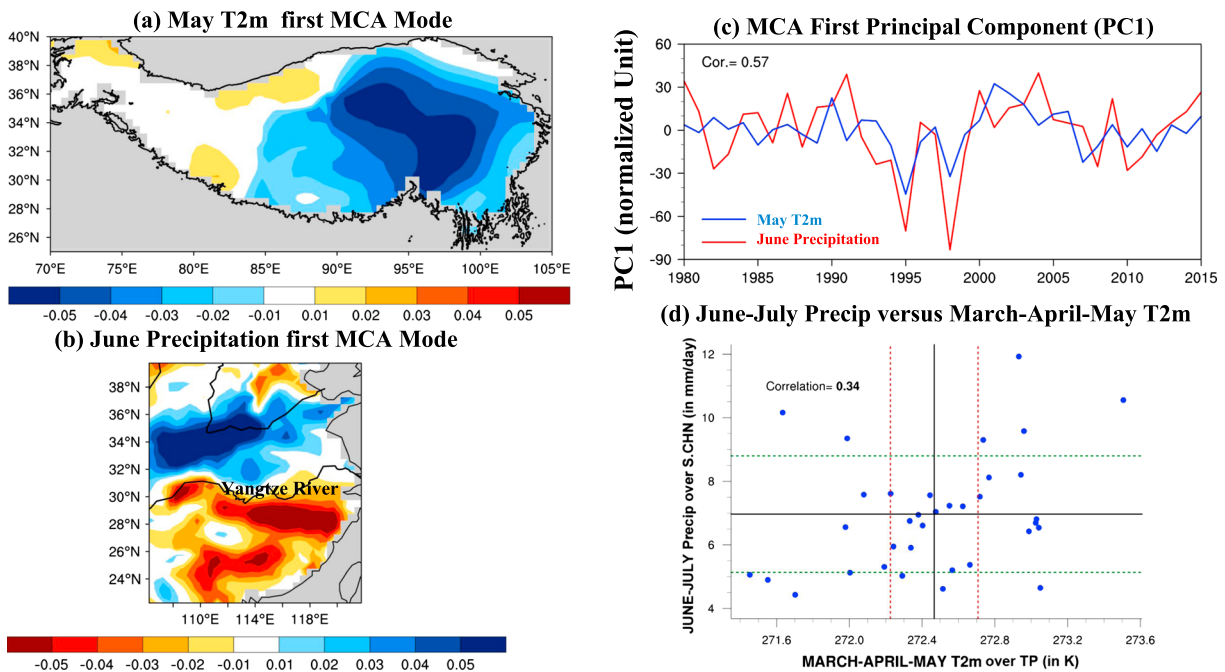 (a) May T2m first MCA Mode
40°N
38°N
36°N
34°N
32°N
30°N
28°N
26°N
70°E 75°E 80°E 85°E 90°E 95°E 100°E 105°E
-0.05 -0.04 -0.03 -0.02 -0.01 0.01 0.02 0.03 0.04 0.05
(b) June Precipitation first MCA Mode
38°N
36°N
34°N
32°N
30°N
28°N
26°N
24°N
Yangtze River
110°E 114°E 118°E
-0.05 -0.04 -0.03 -0.02 -0.01 0.01 0.02 0.03 0.04 0.05
(c) MCA First Principal Component (PC1)
PC1 (normalized Unit)
60
30
0
-30
-60
-90
Cor.= 0.57
May T2m
June Precipitation
1980 1985 1990 1995 2000 2005 2010 2015
(d) June-July Precip versus March-April-May T2m
JUNE-JULY Precip over S.CHN (in mm/day)
12
10
8
6
4
Correlation= 0.34
271.6 272.0 272.4 272.8 273.2 273.6
MARCH-APRIL-MAY T2m over TP (in K)